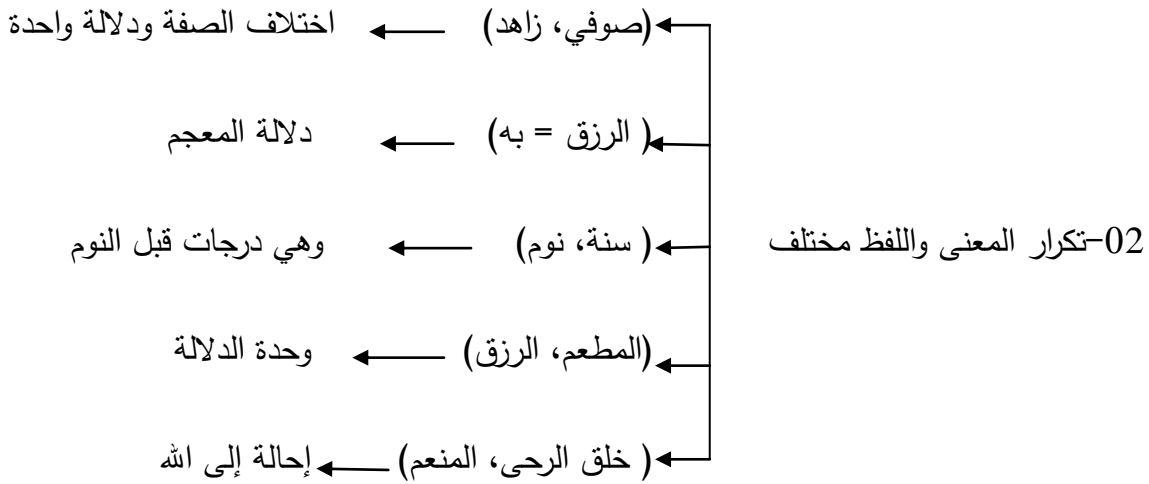 (صوفي، زاهد) اختلاف الصفة ودلالة واحدة
( الرزق = به) دلالة المعجم
02-تكرار المعنى واللفظ مختلف ( سنة، نوم) وهي درجات قبل النوم
(المطعم، الرزق) وحدة الدلالة
( خلق الرحى، المنعم) إحالة إلى الله